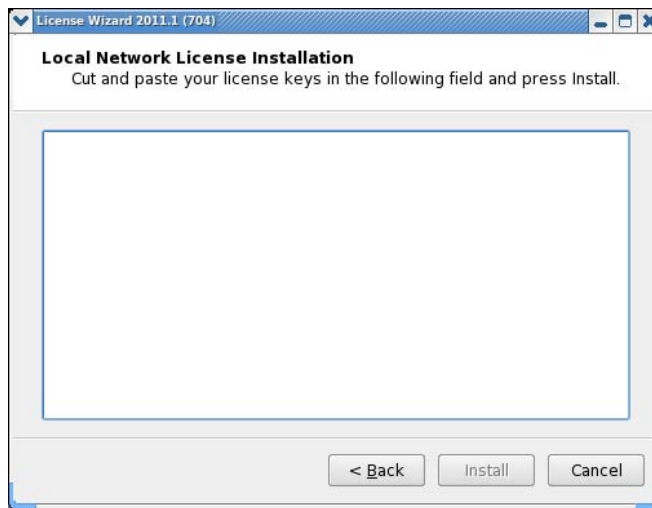 License Wizard 2011.1 (704)
Local Network License Installation
Cut and paste your license keys in the following field and press Install.
< Back
Install
Cancel